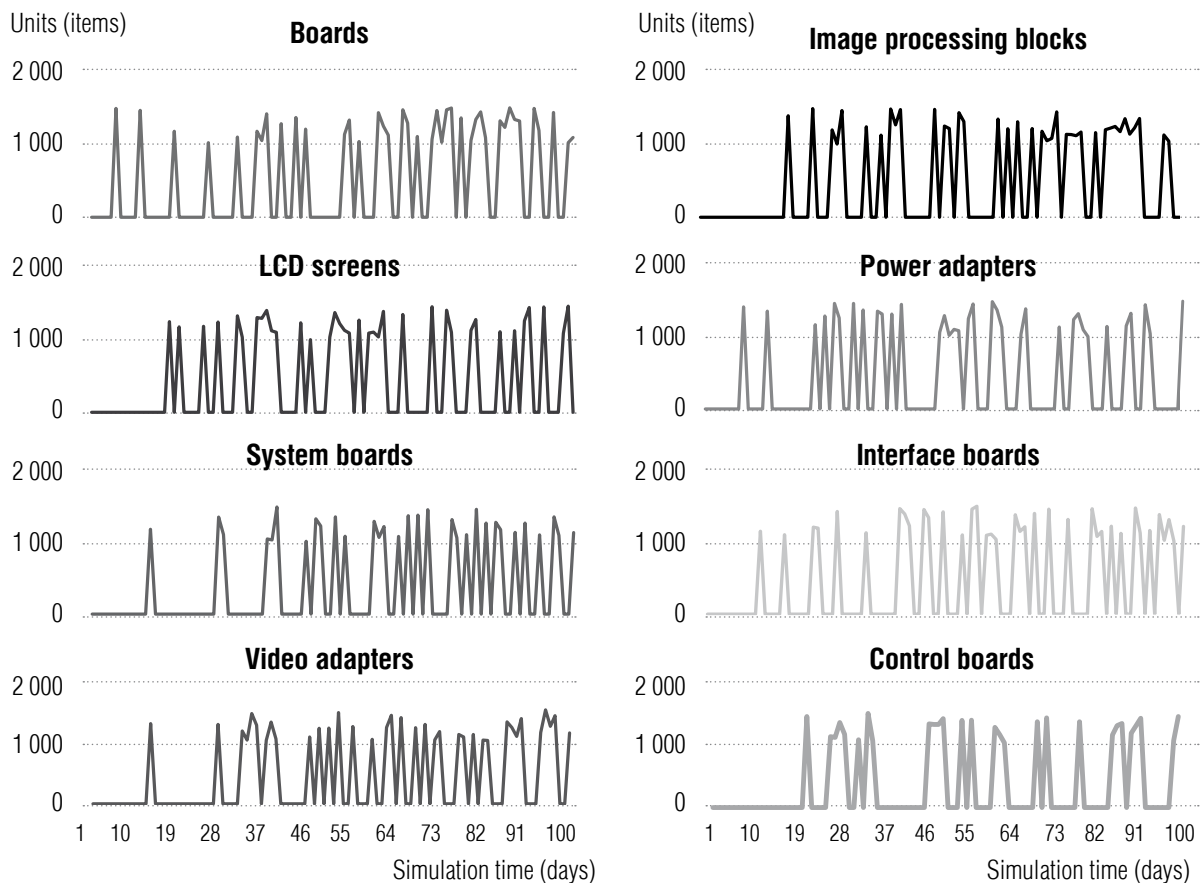 Units (items)
Boards
2 000
1 000
0
LCD screens
2 000
1 000
0
System boards
2 000
1 000
0
Video adapters
2 000
1 000
0
1 10 19 28 37 46 55 64 73 82 91 100
Simulation time (days)
Units (items)
Image processing blocks
2 000
1 000
0
Power adapters
2 000
1 000
0
Interface boards
2 000
1 000
0
Control boards
2 000
1 000
0
1 10 19 28 37 46 55 64 73 82 91 100
Simulation time (days)